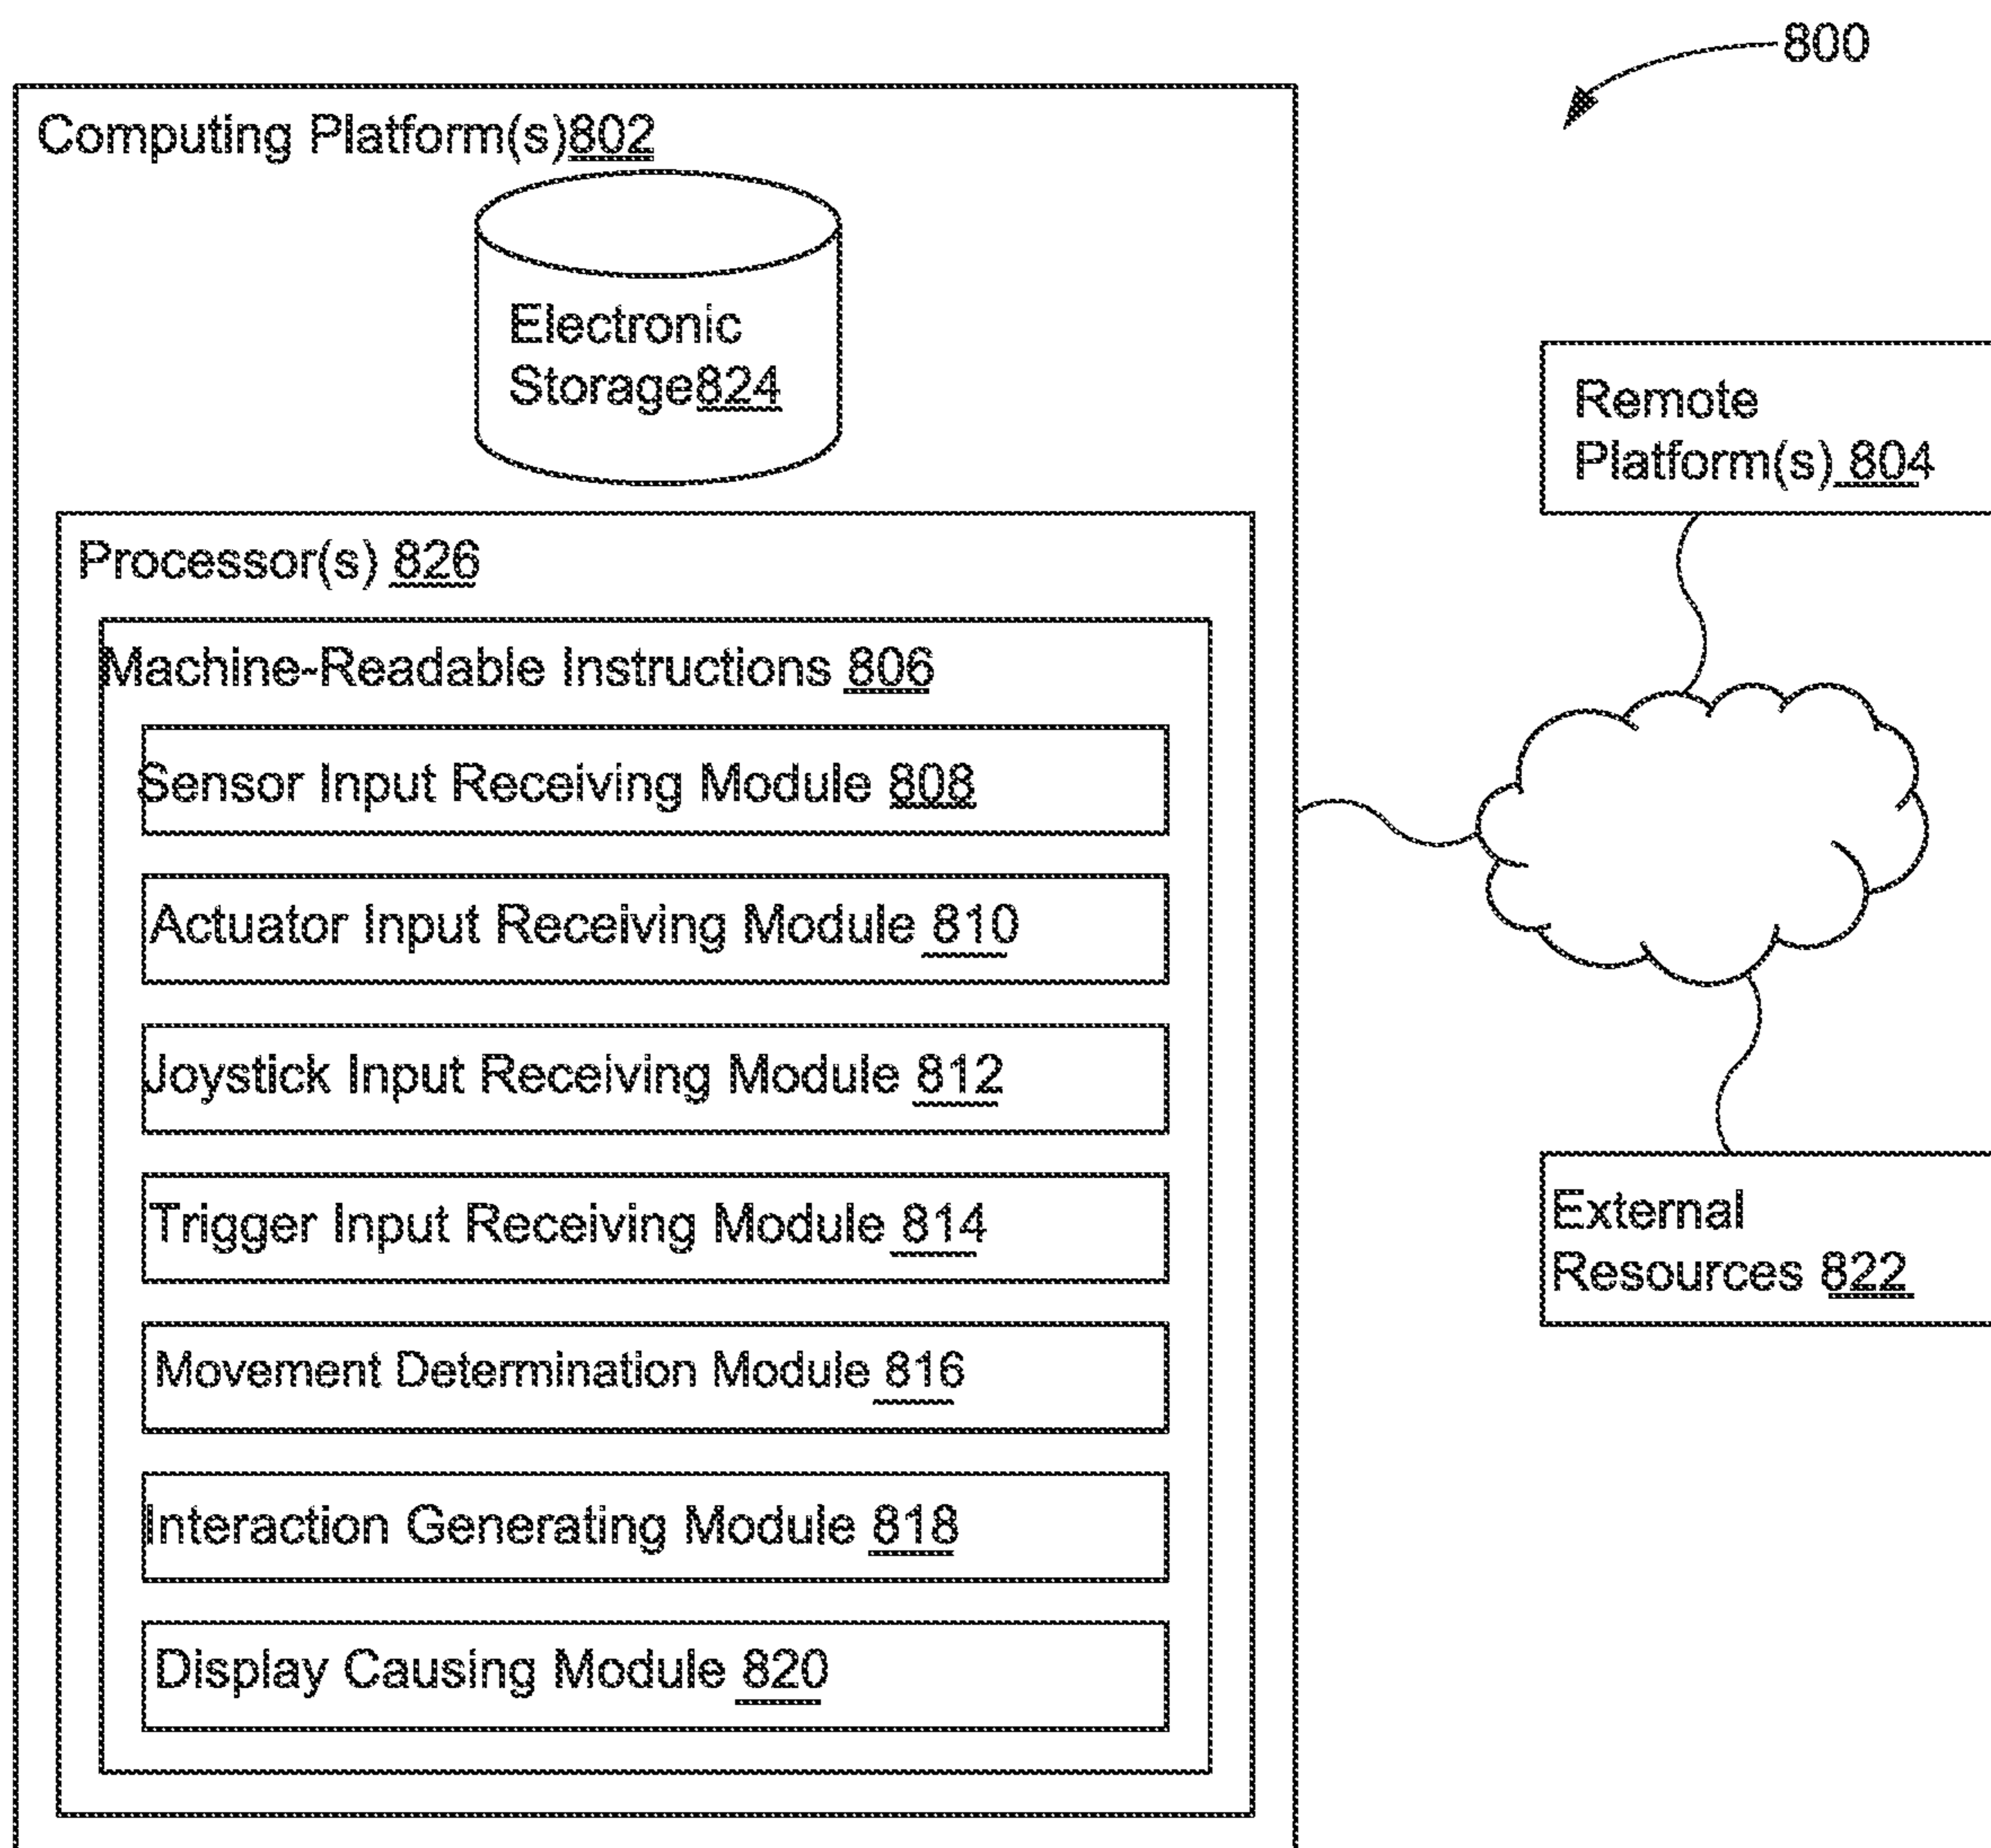 800
Computing Platform(s)802
Electronic
Storage824
Remote
Platform(s) 804
Processor(s) 826
Machine-Readable Instructions 806
Sensor Input Receiving Module 808
Actuator Input Receiving Module 810
Joystick Input Receiving Module 812
Trigger Input Receiving Module 814
External
Resources 822
Movement Determination Module 816
Interaction Generating Module 818
Display Causing Module 820